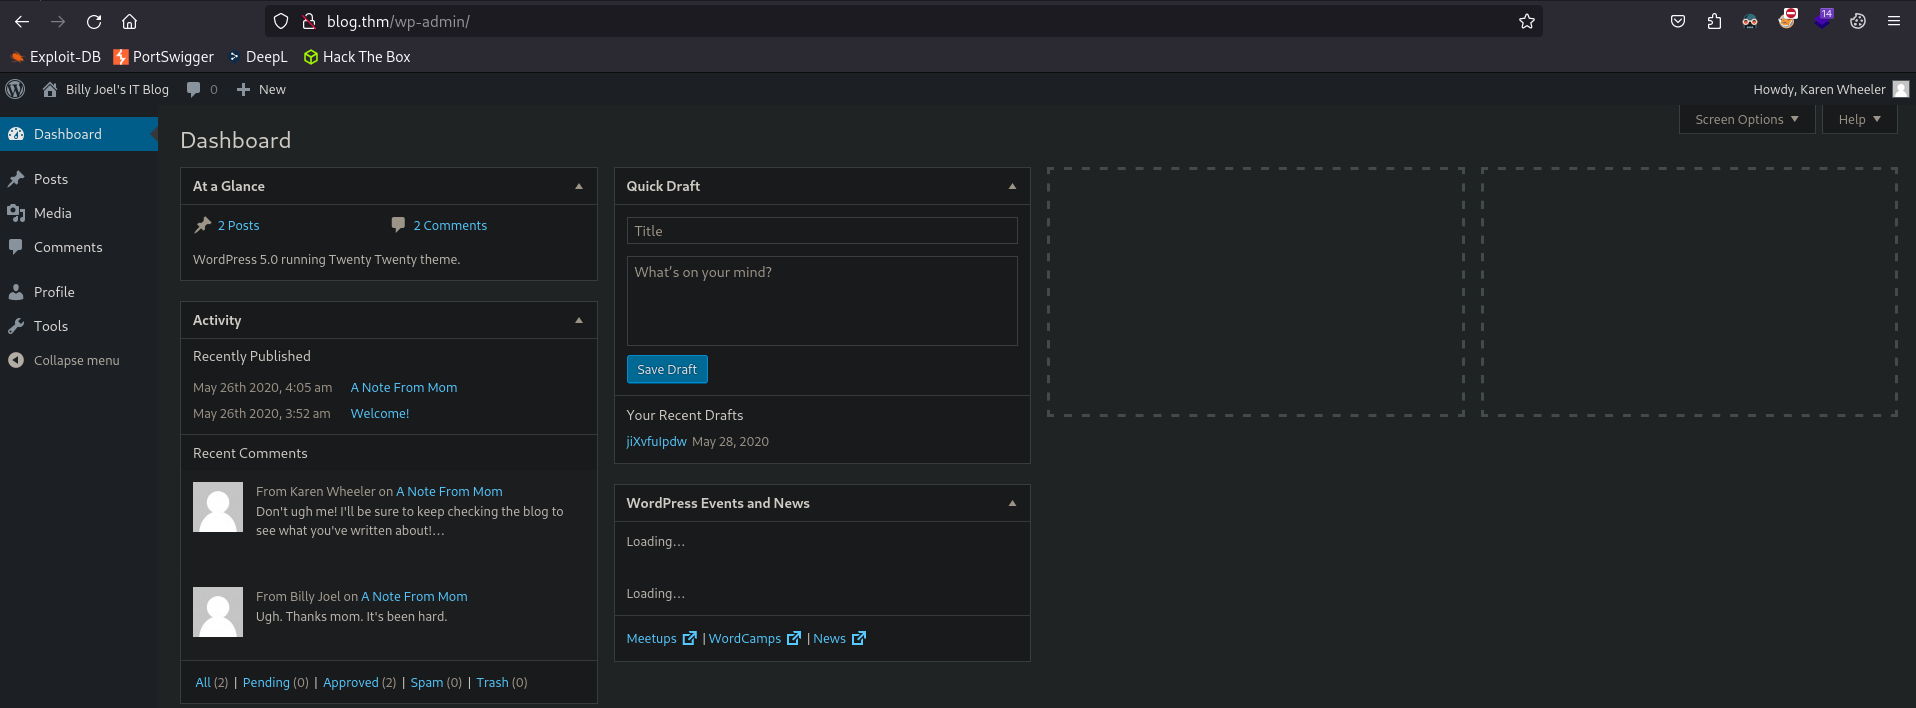 blog.thm/wp-admin/
14
Exploit-DB PortSwigger DeepL Hack The Box
Billy Joel's IT Blog 0 New Howdy, Karen Wheeler
Screen Options Help
Dashboard
Posts
Media
Comments
Profile
Tools
Collapse menu
Dashboard
At a Glance
2 Posts 2 Comments
WordPress 5.0 running Twenty Twenty theme.
Activity
Recently Published
May 26th 2020, 4:05 am A Note From Mom
May 26th 2020, 3:52 am Welcome!
Recent Comments
From Karen Wheeler on A Note From Mom
Don't ugh me! I'll be sure to keep checking the blog to
see what you've written about!…
From Billy Joel on A Note From Mom
Ugh. Thanks mom. It's been hard.
All (2) | Pending (0) | Approved (2) | Spam (0) | Trash (0)
Quick Draft
Title
What's on your mind?
Save Draft
Your Recent Drafts
jiXvfuIpdw May 28, 2020
WordPress Events and News
Loading…
Loading…
Meetups | WordCamps | News